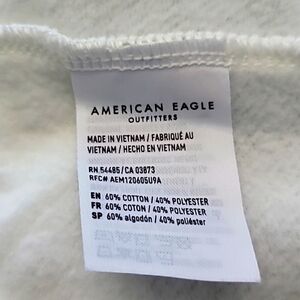 AMERICAN EAGLE
OUTFITTERS
MADE IN VIETNAM / FABRIQUÉ AU
VIETNAM / HECHO EN VIETNAM
RN 54485/CA 03873
RFC# AEM120605U9A
EN 60% COTTON / 40% POLYESTER
FR 60% COTON / 40% POLYESTER
SP 60% algodón / 40% poliéster